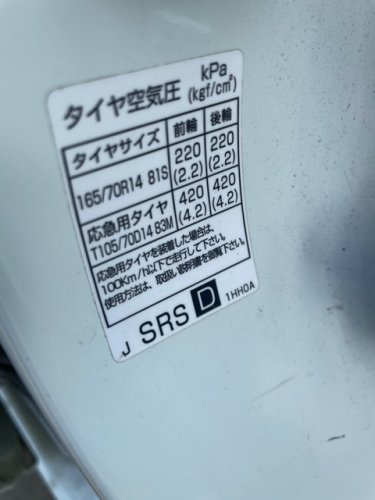 タイヤ空気圧 kPa
(kgf/cm²)
タイヤサイズ 前輪 後輪
165/70R14 81S 220 220
(2.2) (2.2)
応急用タイヤ 420 420
T105/70D14 83M (4.2) (4.2)
応急用タイヤを装着した場合は、
100Km/h以下で走行して下さい。
使用方法は、取扱い説明書を御覧下さい。
J SRS D 1HH0A